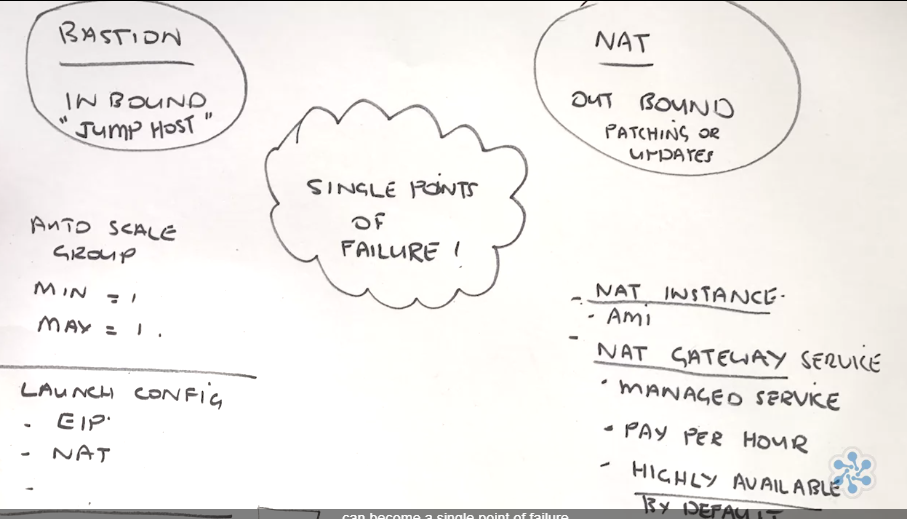 BASTION
IN BOUND
"JUMP HOST"
NAT
OUT BOUND
PATCHING OR
UPDATES
SINGLE POINTS
OF
FAILURE !
AUTO SCALE
GROUP
MIN = 1
MAX = 1.
LAUNCH CONFIG
- EIP
- NAT
-
- NAT INSTANCE
- AMI
- NAT GATEWAY SERVICE
• MANAGED SERVICE
• PAY PER HOUR
- HIGHLY AVAILABLE
BY DEFAULT
can become a single point of failure